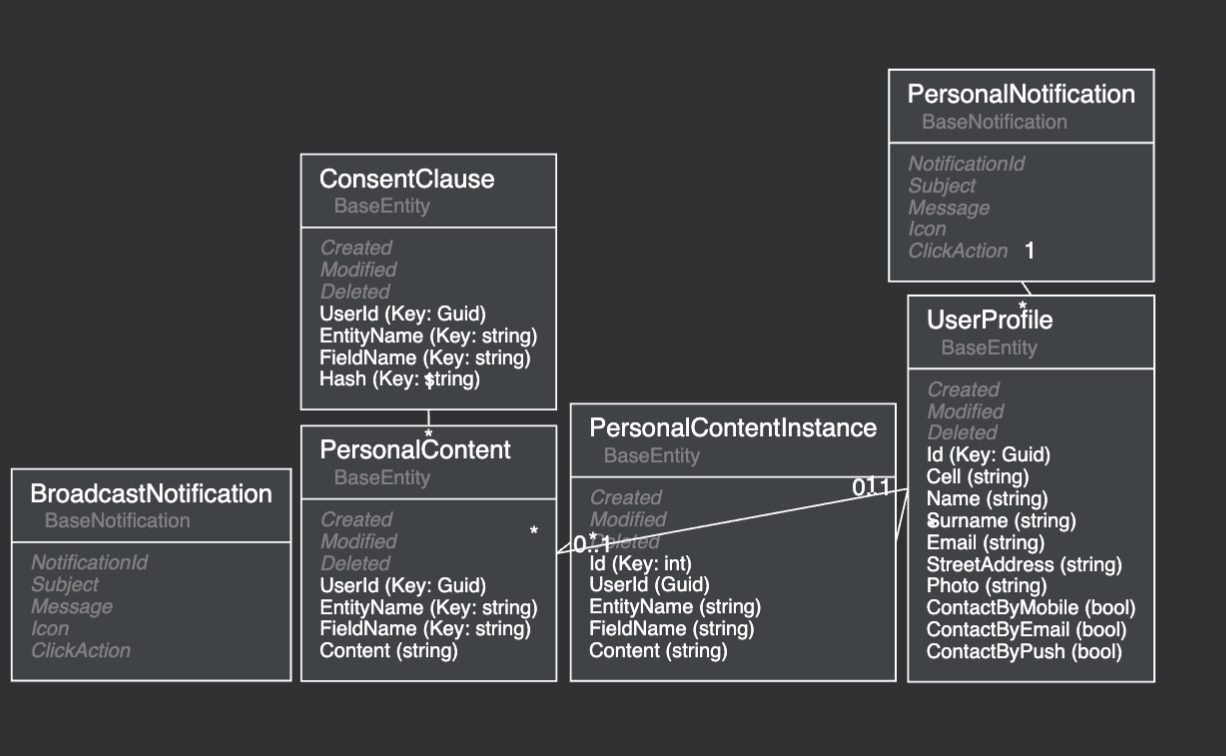 PersonalNotification
BaseNotification
NotificationId
Subject
Message
Icon
ClickAction
1
ConsentClause
BaseEntity
Created
Modified
Deleted
UserId (Key: Guid)
EntityName (Key: string)
FieldName (Key: string)
Hash (Key: string)
*
UserProfile
BaseEntity
Created
Modified
Deleted
Id (Key: Guid)
Cell (string)
Name (string)
Surname (string)
Email (string)
StreetAddress (string)
Photo (string)
ContactByMobile (bool)
ContactByEmail (bool)
ContactByPush (bool)
PersonalContentInstance
BaseEntity
Created
Modified
Deleted
Id (Key: int)
UserId (Guid)
EntityName (string)
FieldName (string)
Content (string)
0..1
*
PersonalContent
BaseEntity
Created
Modified
Deleted
UserId (Key: Guid)
EntityName (Key: string)
FieldName (Key: string)
Content (string)
*
BroadcastNotification
BaseNotification
NotificationId
Subject
Message
Icon
ClickAction